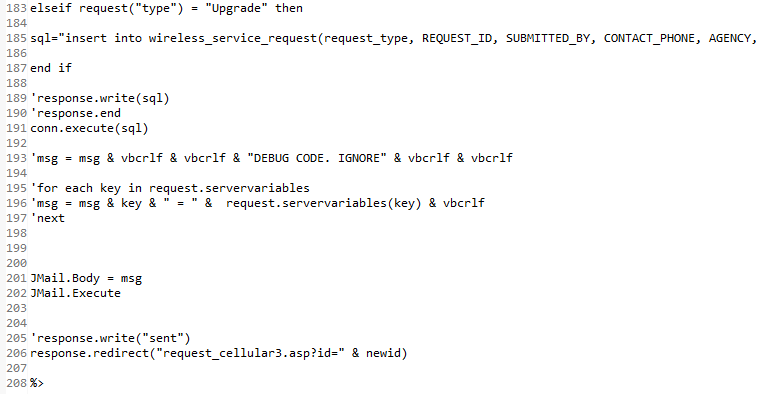 183 elseif request("type") = "Upgrade" then
184
185 sql="insert into wireless_service_request(request_type, REQUEST_ID, SUBMITTED_BY, CONTACT_PHONE, AGENCY,
186
187 end if
188
189 'response.write(sql)
190 'response.end
191 conn.execute(sql)
192
193 'msg = msg & vbcrlf & vbcrlf & "DEBUG CODE. IGNORE" & vbcrlf & vbcrlf
194
195 'for each key in request.servervariables
196 'msg = msg & key & " = " &  request.servervariables(key) & vbcrlf
197 'next
198
199
200
201 JMail.Body = msg
202 JMail.Execute
203
204
205 'response.write("sent")
206 response.redirect("request_cellular3.asp?id=" & newid)
207
208 %>